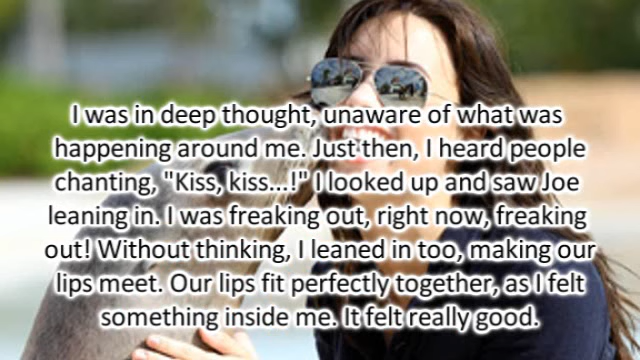 I was in deep thought, unaware of what was
happening around me. Just then, I heard people
chanting, "Kiss, kiss...!" I looked up and saw Joe
leaning in. I was freaking out, right now, freaking
out! Without thinking, I leaned in too, making our
lips meet. Our lips fit perfectly together, as I felt
something inside me. It felt really good.